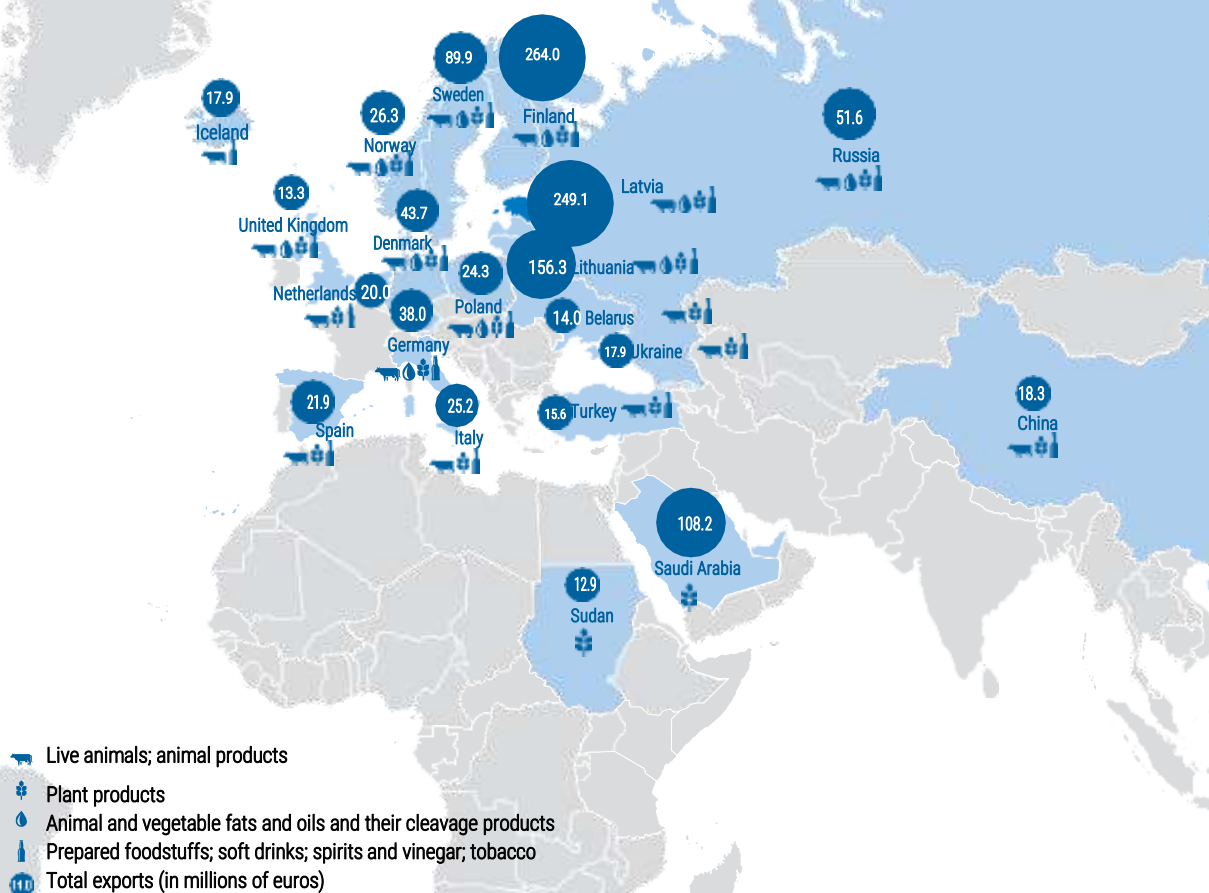 89.9
Sweden
264.0
Finland
17.9
Iceland
26.3
Norway
51.6
Russia
13.3
United Kingdom
43.7
Denmark
249.1
Latvia
156.3
Lithuania
24.3
Poland
Netherlands 20.0
38.0
Germany
14.0 Belarus
17.9 Ukraine
21.9
Spain
25.2
Italy
15.6 Turkey
18.3
China
108.2
Saudi Arabia
12.9
Sudan
Live animals; animal products
Plant products
Animal and vegetable fats and oils and their cleavage products
Prepared foodstuffs; soft drinks; spirits and vinegar; tobacco
Total exports (in millions of euros)